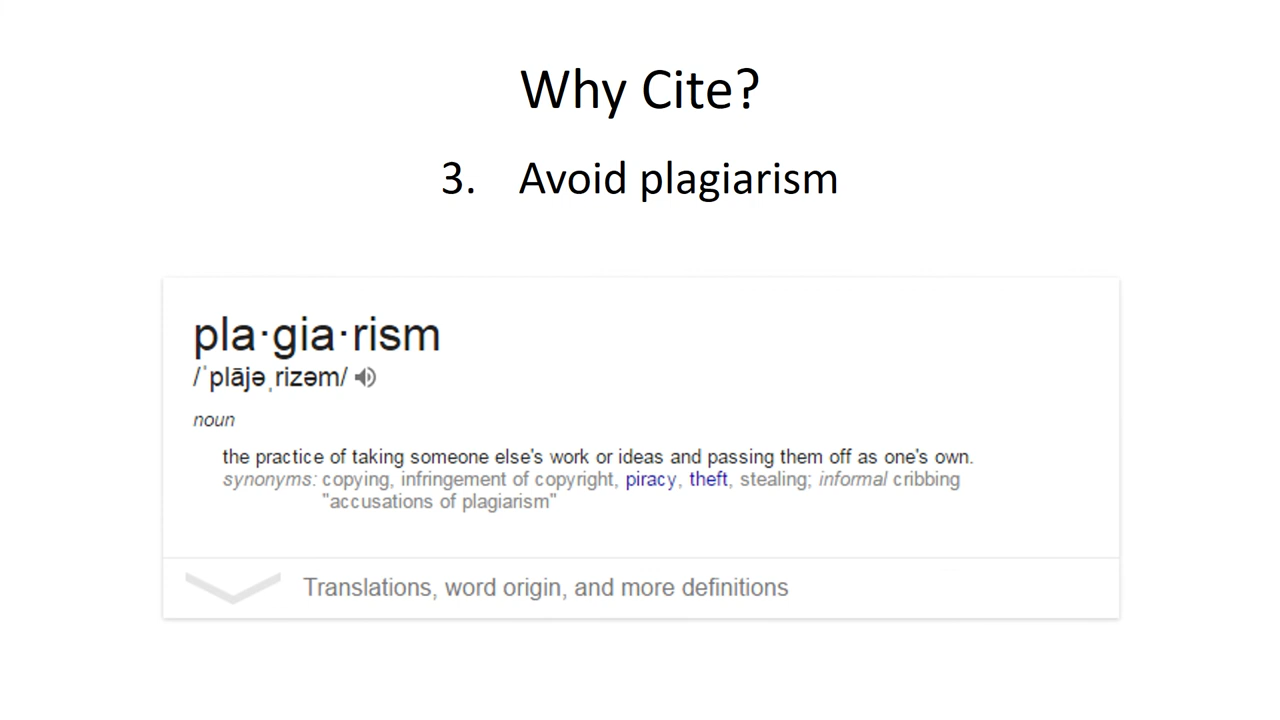 Why Cite?
3. Avoid plagiarism
pla·gia·rism
/ˈplājəˌrizəm/
noun
the practice of taking someone else's work or ideas and passing them off as one's own.
synonyms: copying, infringement of copyright, piracy, theft, stealing; informal cribbing
"accusations of plagiarism"
Translations, word origin, and more definitions